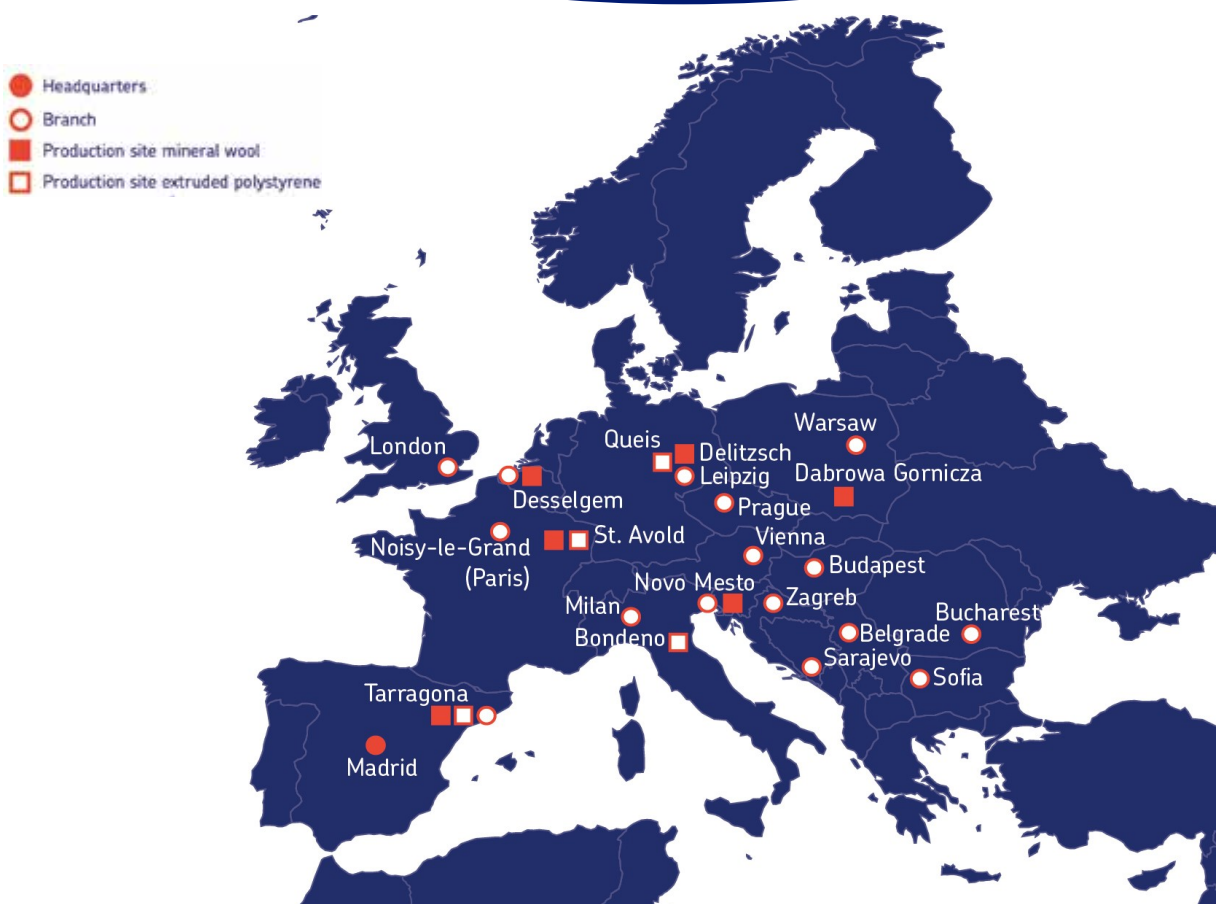 Headquarters
Branch
Production site mineral wool
Production site extruded polystyrene
Warsaw
London
Queis
Delitzsch
Leipzig
Dabrowa Gornicza
Desselgem
Prague
St. Avold
Vienna
Noisy-le-Grand
(Paris)
Budapest
Novo Mesto
Zagreb
Milan
Bucharest
Bondeno
Belgrade
Sarajevo
Sofia
Tarragona
Madrid